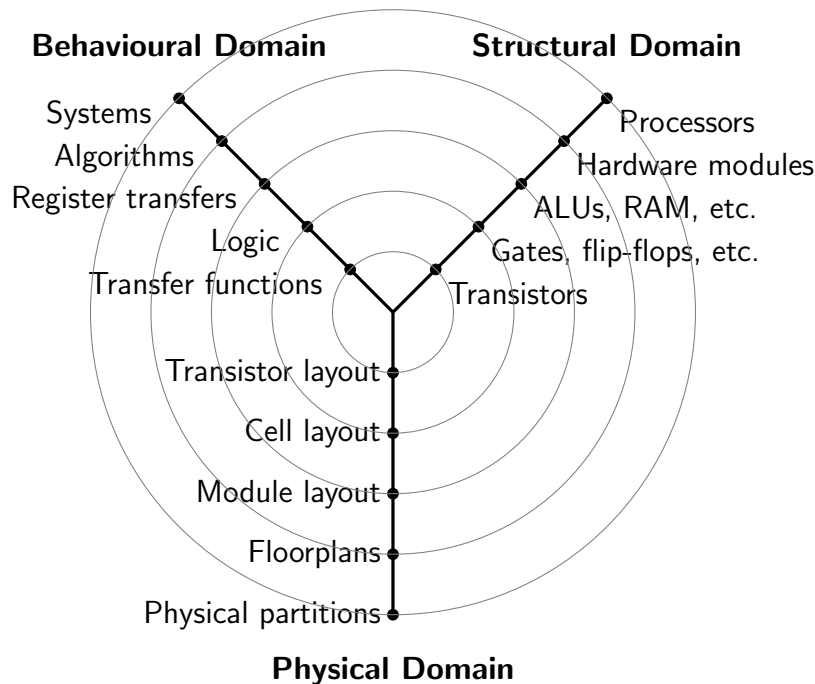 Behavioural Domain
Structural Domain
Systems
Algorithms
Register transfers
Logic
Transfer functions
Processors
Hardware modules
ALUs, RAM, etc.
Gates, flip-flops, etc.
Transistors
Transistor layout
Cell layout
Module layout
Floorplans
Physical partitions
Physical Domain